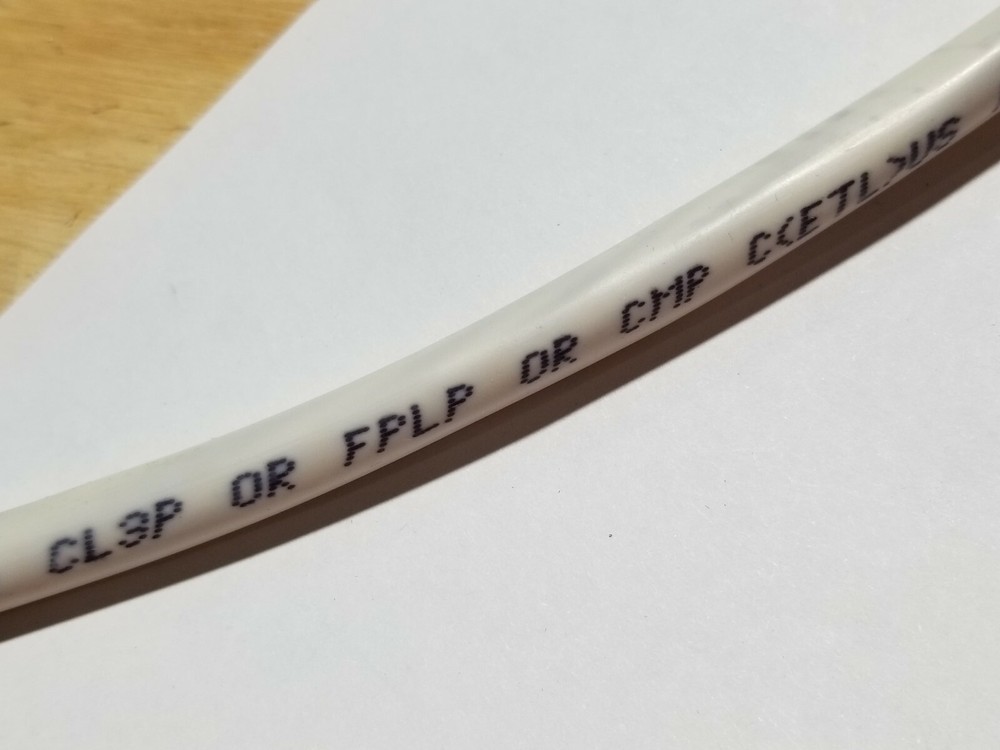 CL3P OR FPLP OR CMP C(ETL)US